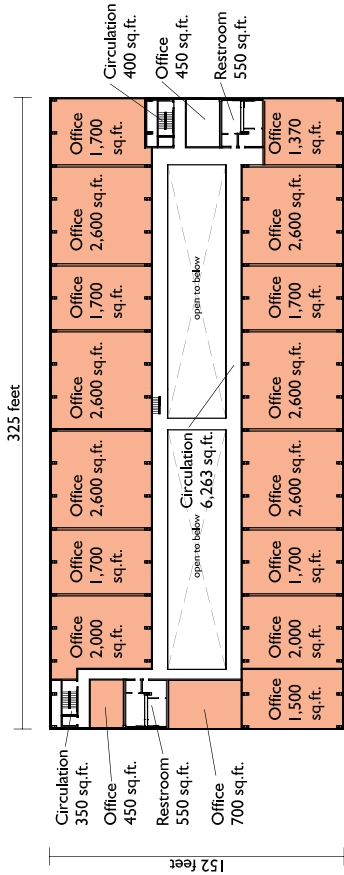 325 feet
152 feet
Circulation
350 sq.ft.
Office
450 sq.ft.
Restroom
550 sq.ft.
Office
700 sq.ft.
Office
2,000
sq.ft.
Office
1,700
sq.ft.
Office
2,600 sq.ft.
Office
2,600 sq.ft.
Office
1,700
sq.ft.
Office
2,600 sq.ft.
Office
1,700
sq.ft.
Circulation
400 sq.ft.
Office
450 sq.ft.
Restroom
550 sq.ft.
open to below
Circulation
6,263 sq.ft.
open to below
Office
1,500
sq.ft.
Office
2,000
sq.ft.
Office
1,700
sq.ft.
Office
2,600 sq.ft.
Office
2,600 sq.ft.
Office
1,700
sq.ft.
Office
2,600 sq.ft.
Office
1,370
sq.ft.